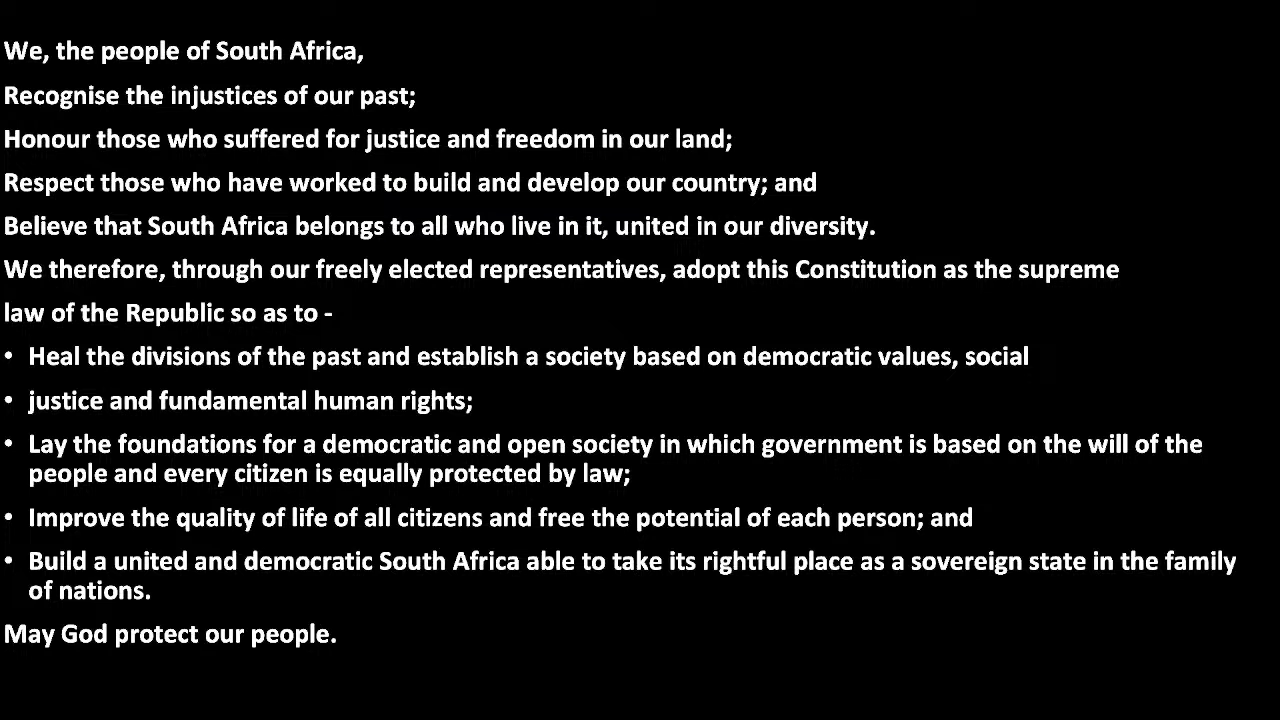 We, the people of South Africa,
Recognise the injustices of our past;
Honour those who suffered for justice and freedom in our land;
Respect those who have worked to build and develop our country; and
Believe that South Africa belongs to all who live in it, united in our diversity.
We therefore, through our freely elected representatives, adopt this Constitution as the supreme
law of the Republic so as to -
• Heal the divisions of the past and establish a society based on democratic values, social
• justice and fundamental human rights;
• Lay the foundations for a democratic and open society in which government is based on the will of the
people and every citizen is equally protected by law;
• Improve the quality of life of all citizens and free the potential of each person; and
• Build a united and democratic South Africa able to take its rightful place as a sovereign state in the family
of nations.
May God protect our people.